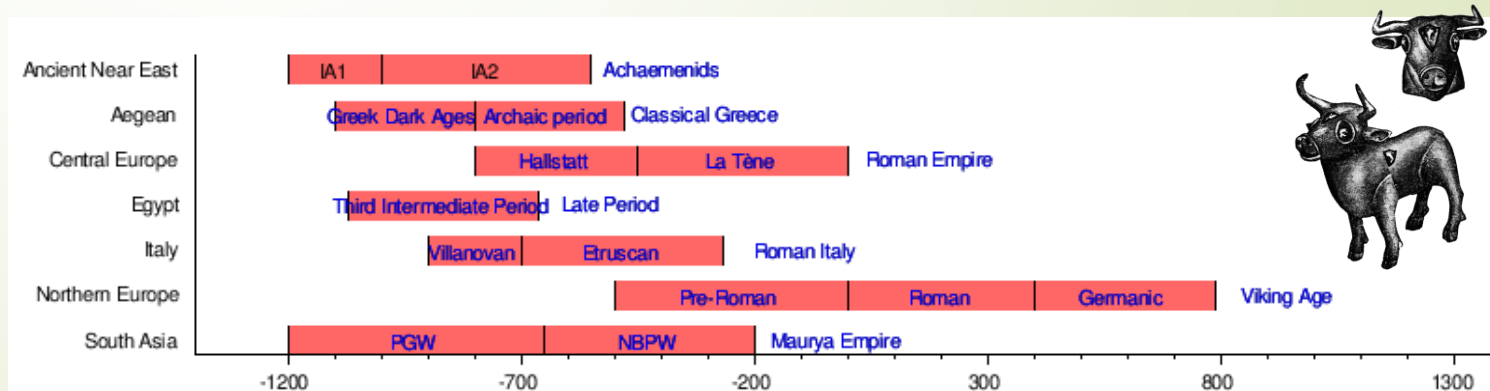 Ancient Near East IA1 IA2 Achaemenids
Aegean Greek Dark Ages Archaic period Classical Greece
Central Europe Hallstatt La Tène Roman Empire
Egypt Third Intermediate Period Late Period
Italy Villanovan Etruscan Roman Italy
Northern Europe Pre-Roman Roman Germanic Viking Age
South Asia PGW NBPW Maurya Empire
-1200 -700 -200 300 800 1300